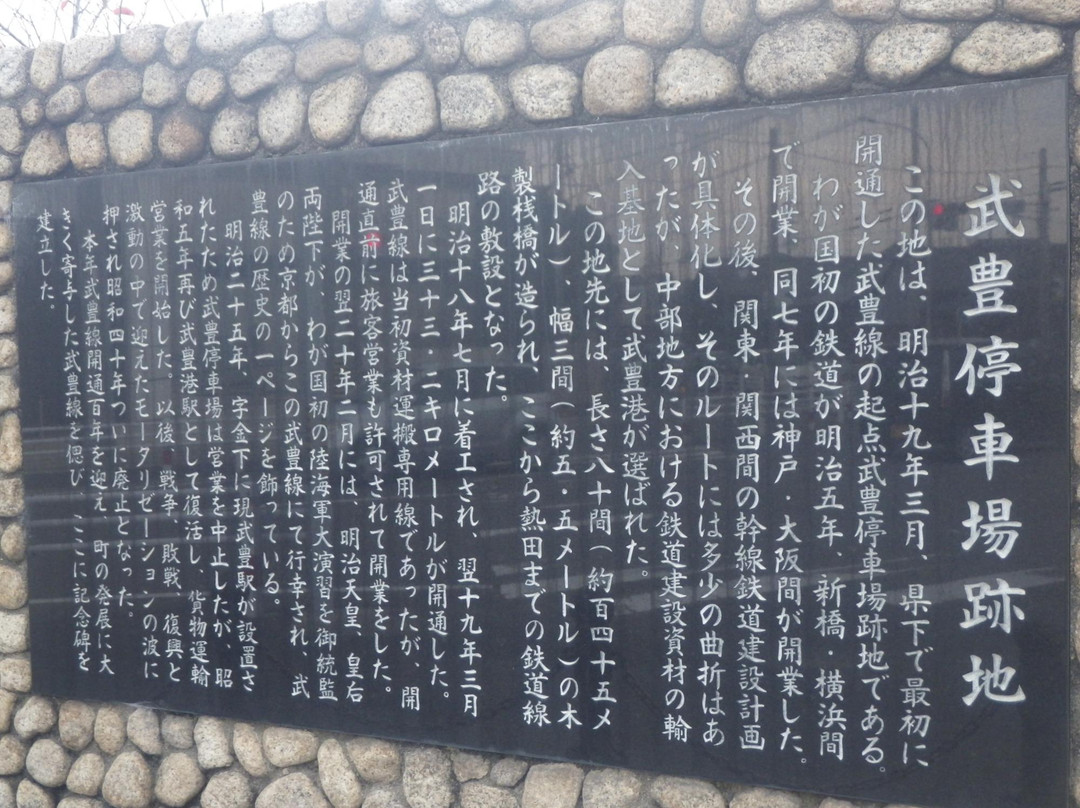 武豊停車場跡地
この地は、明治十九年三月、県下で最初に
開通した武豊線の起点武豊停車場跡地である。
わが国初の鉄道が明治五年、新橋・横浜間
で開業、同七年には神戸・大阪間が開業した。
その後、関東・関西間の幹線鉄道建設計画
が具体化し、そのルートには多少の曲折はあ
ったが、中部地方における鉄道建設資材の輸
入基地として武豊港が選ばれた。
この地先には、長さ八十間(約百四十五メ
ートル)、幅三間(約五・五メートル)の木
製桟橋が造られ、ここから熱田までの鉄道線
路の敷設となった。
明治十八年七月に着工され、翌十九年三月
一日に三十三・二キロメートルが開通した。
武豊線は当初資材運搬専用線であったが、開
通直前に旅客営業も許可されて開業をした。
開業の翌二十年二月には、明治天皇、皇后
両陛下が わが国初の陸海軍大演習を御統監
のため京都からこの武豊線にて行幸され、武
豊線の歴史の一ページを飾っている。
明治二十五年、字金下に現武豊駅が設置さ
れたため武豊停車場は営業を中止したが、昭
和五年再び武豊港駅として復活し、貨物運輸
営業を開始した。以後、戦争、敗戦、復興と
激動の中で迎えたモータリゼーションの波に
押され昭和四十年ついに廃止となった。
本年武豊線開通百年を迎え、町の発展に大
きく寄与した武豊線を偲び、ここに記念碑を
建立した。